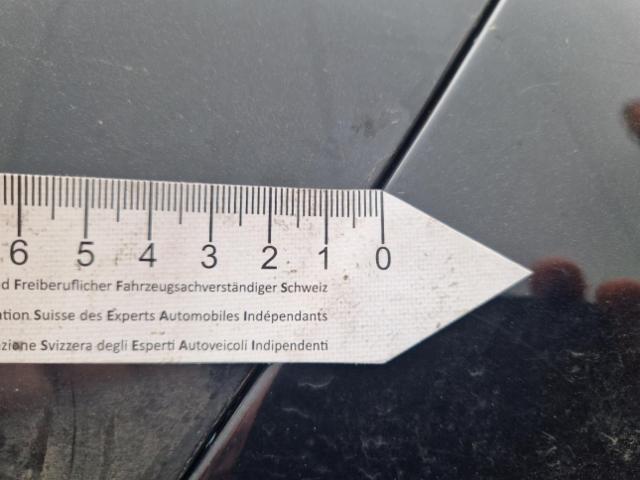 6 5 4 3 2 1 0
d Freiberuflicher Fahrzeugsachverständiger Schweiz
tion Suisse des Experts Automobiles Indépendants
zione Svizzera degli Esperti Autoveicoli Indipendenti